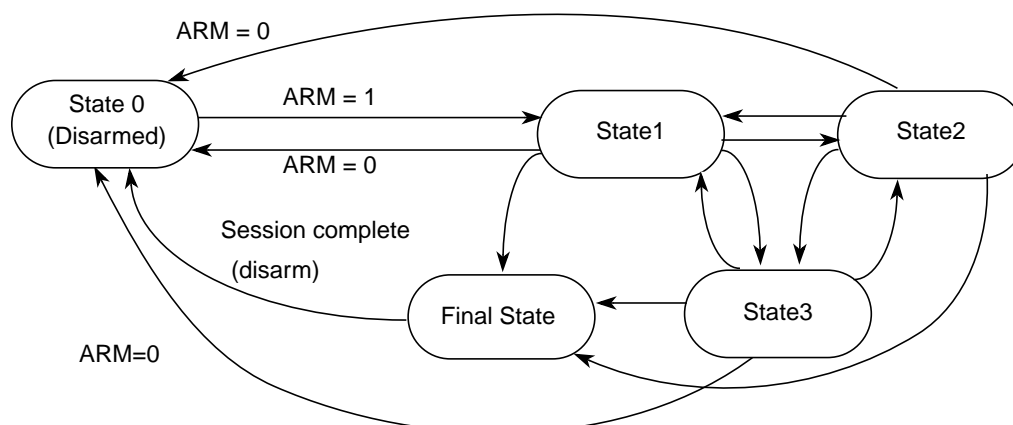 ARM = 0
State 0
(Disarmed)
ARM = 1
State1
State2
ARM = 0
Session complete
(disarm)
Final State
State3
ARM=0